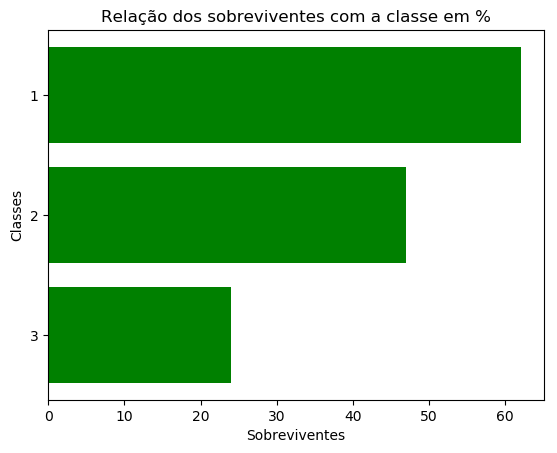 Relação dos sobreviventes com a classe em %
Classes
1
2
3
0 10 20 30 40 50 60
Sobreviventes